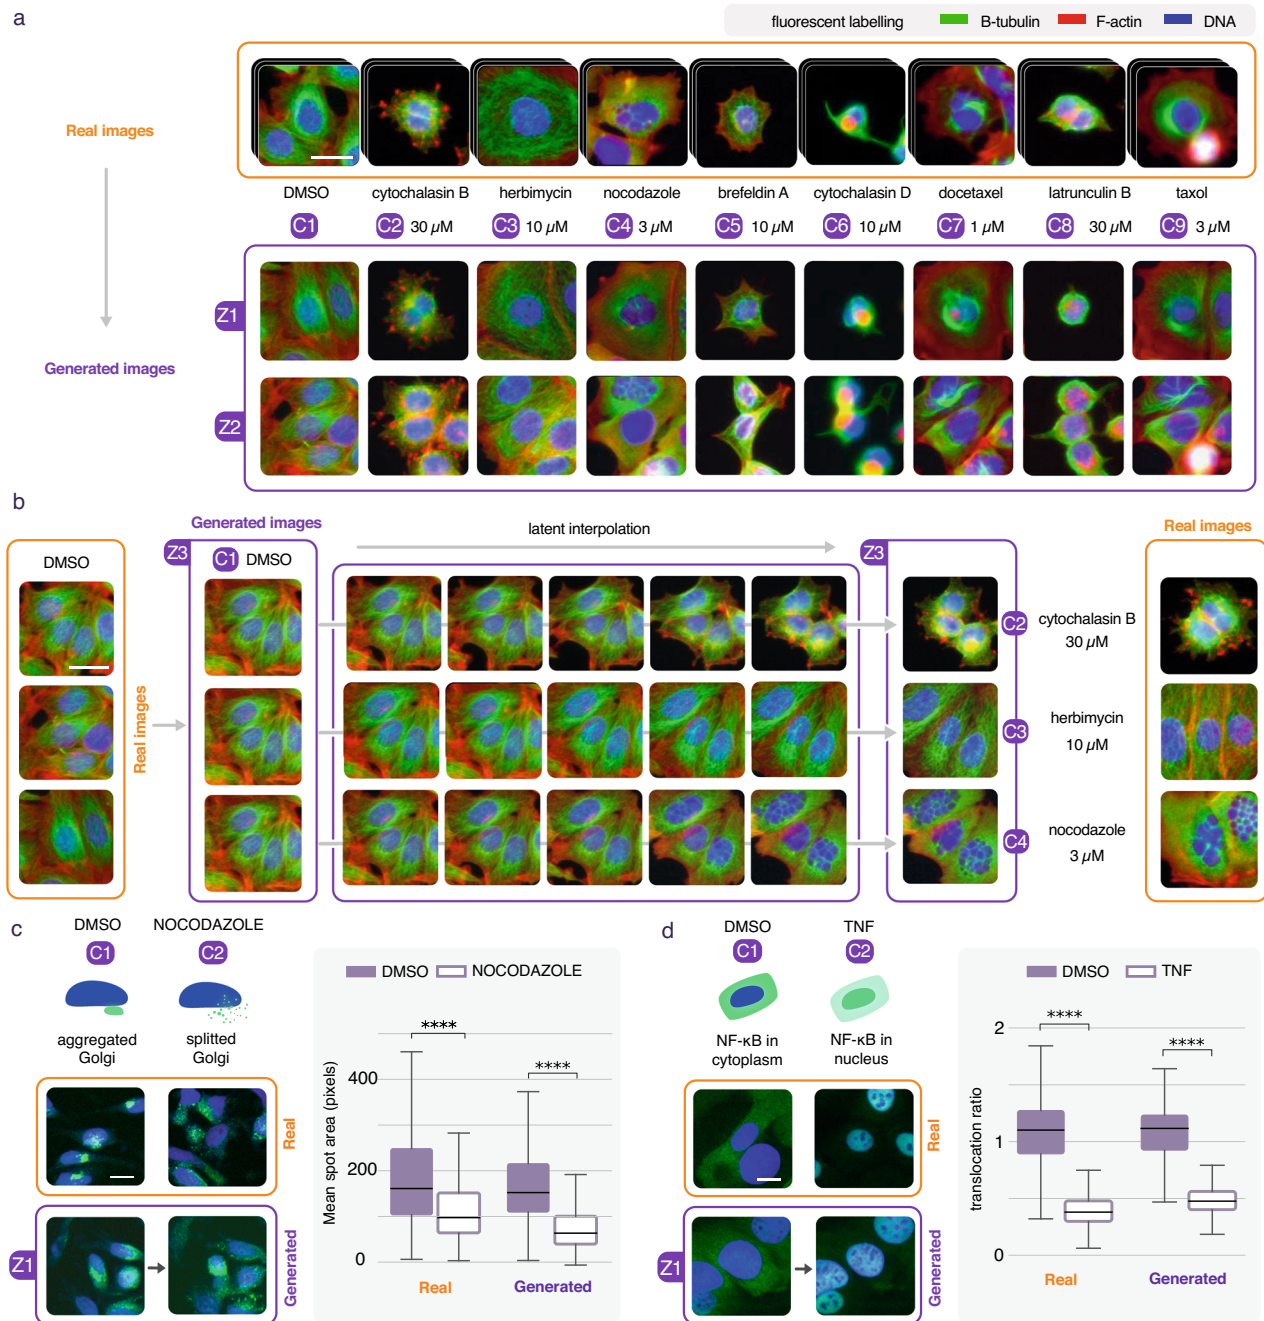 a
fluorescent labelling B-tubulin F-actin DNA
Real images
DMSO cytochalasin B herbimycin nocodazole brefeldin A cytochalasin D docetaxel latrunculin B taxol
C1 C2 30 µM C3 10 µM C4 3 µM C5 10 µM C6 10 µM C7 1 µM C8 30 µM C9 3 µM
Z1
Generated images
Z2
b
Generated images
latent interpolation
Real images
DMSO
Z3
C1 DMSO
Z3
Real images
C2
cytochalasin B
30 µM
C3
herbimycin
10 µM
C4
nocodazole
3 µM
c
DMSO NOCODAZOLE
C1 C2
aggregated
Golgi
splitted
Golgi
Real
Z1
Generated
DMSO NOCODAZOLE
****
****
Mean spot area (pixels)
400
200
0
Real Generated
d
DMSO TNF
C1 C2
NF-κB in
cytoplasm
NF-κB in
nucleus
Real
Z1
Generated
DMSO TNF
****
****
translocation ratio
2
1
0
Real Generated